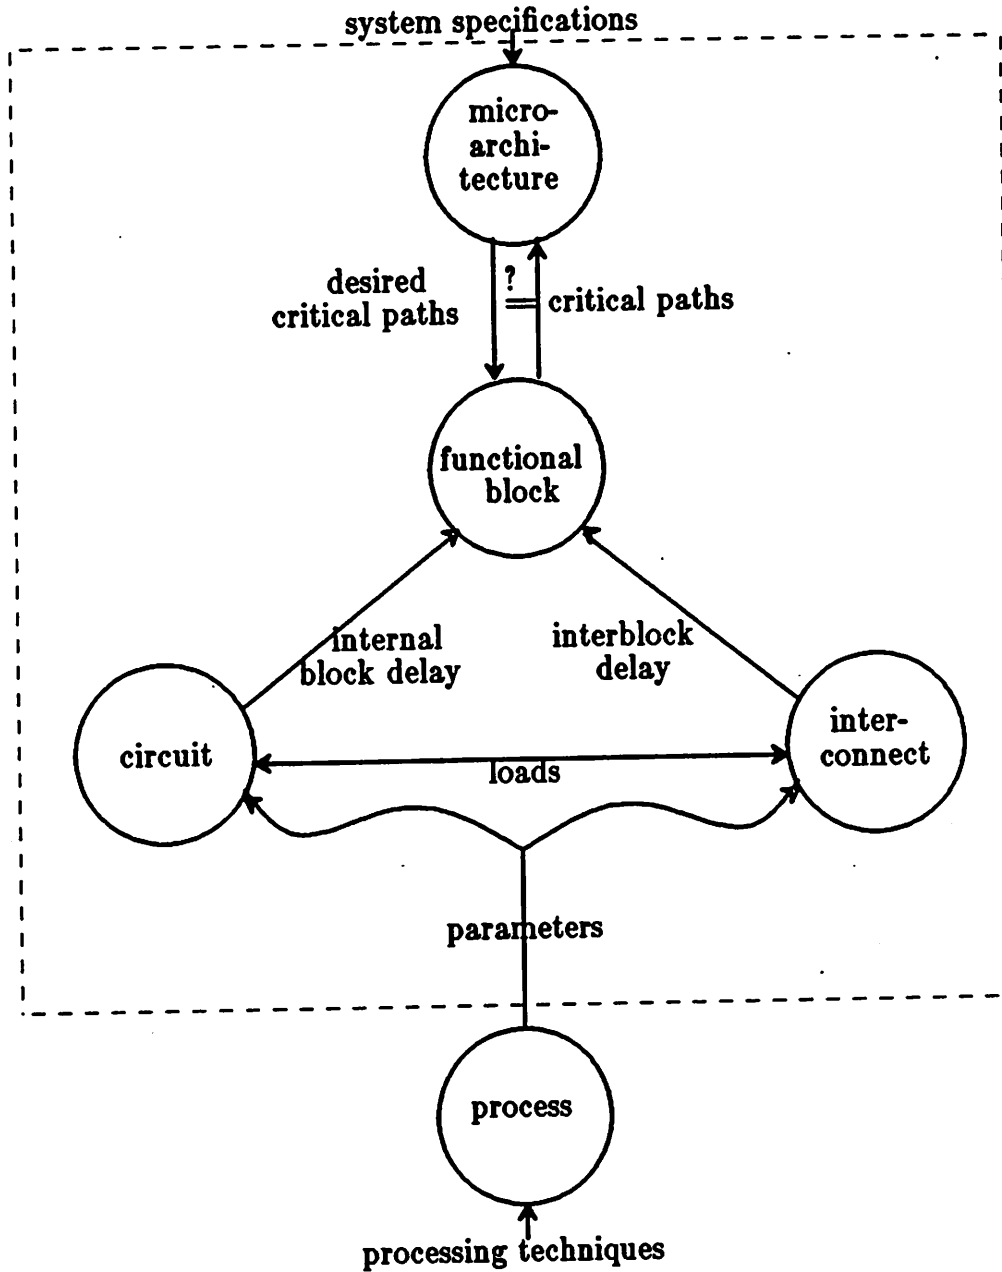 system specifications
micro-
archi-
tecture
desired
critical paths
?
=
critical paths
functional
block
internal
block delay
interblock
delay
circuit
inter-
connect
loads
parameters
process
processing techniques